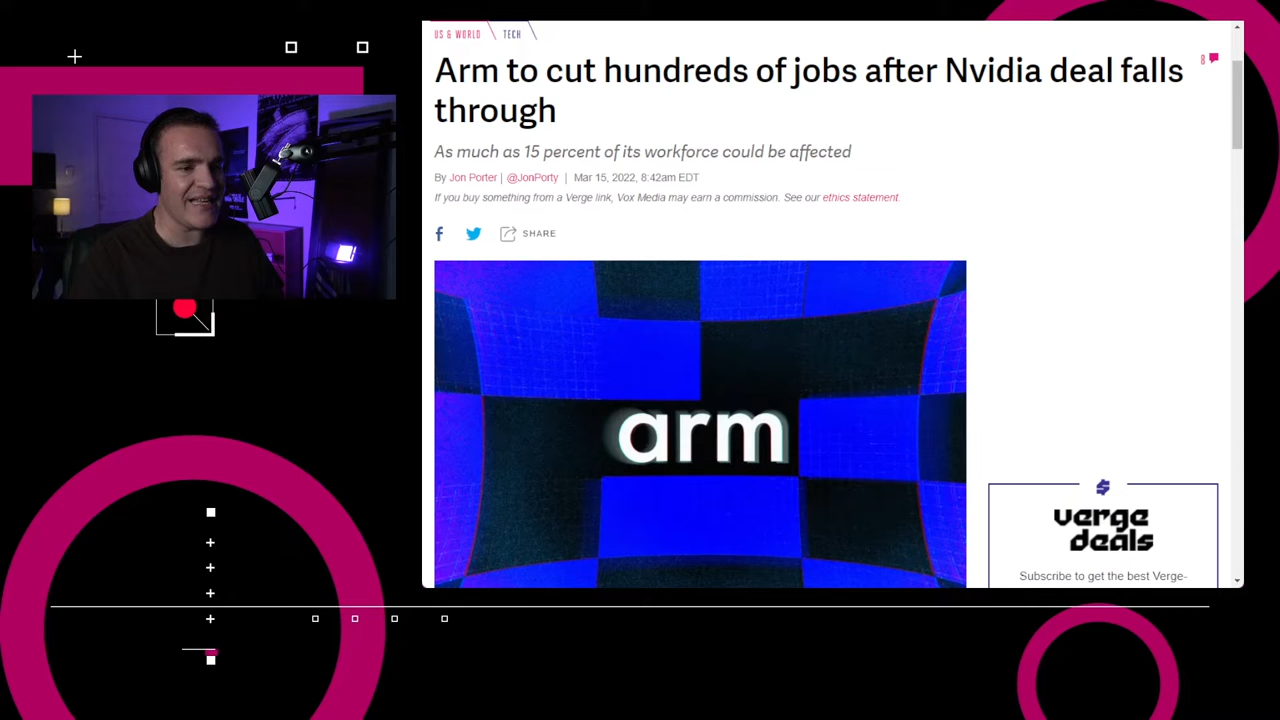 US & WORLD TECH
Arm to cut hundreds of jobs after Nvidia deal falls
through
8
As much as 15 percent of its workforce could be affected
By Jon Porter | @JonPorty | Mar 15, 2022, 8:42am EDT
If you buy something from a Verge link, Vox Media may earn a commission. See our ethics statement.
SHARE
arm
verge
deals
Subscribe to get the best Verge-